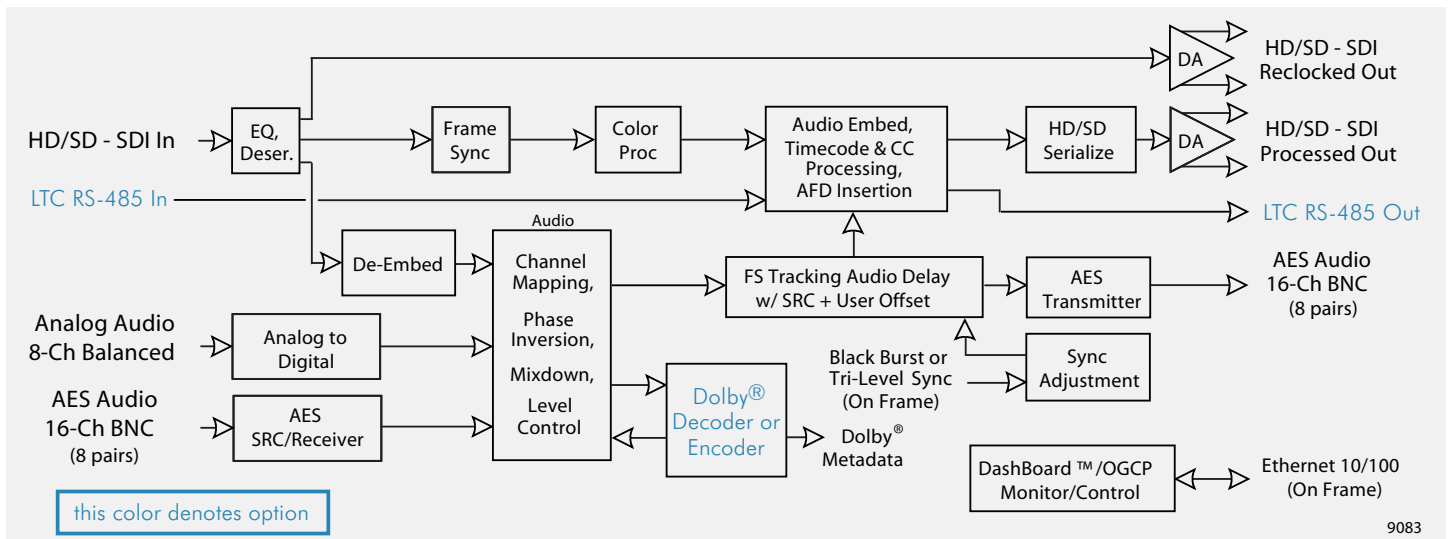 HD/SD - SDI In
EQ,
Deser.
Frame
Sync
Color
Proc
Audio Embed,
Timecode & CC
Processing,
AFD Insertion
HD/SD
Serialize
DA
HD/SD - SDI
Reclocked Out
DA
HD/SD - SDI
Processed Out
LTC RS-485 In
LTC RS-485 Out
De-Embed
Audio
Channel
Mapping,
Phase
Inversion,
Mixdown,
Level
Control
FS Tracking Audio Delay
w/ SRC + User Offset
AES
Transmitter
AES Audio
16-Ch BNC
(8 pairs)
Analog Audio
8-Ch Balanced
Analog to
Digital
Black Burst or
Tri-Level Sync
(On Frame)
Sync
Adjustment
AES Audio
16-Ch BNC
(8 pairs)
AES
SRC/Receiver
Dolby®
Decoder or
Encoder
Dolby®
Metadata
DashBoard ™/OGCP
Monitor/Control
Ethernet 10/100
(On Frame)
this color denotes option
9083